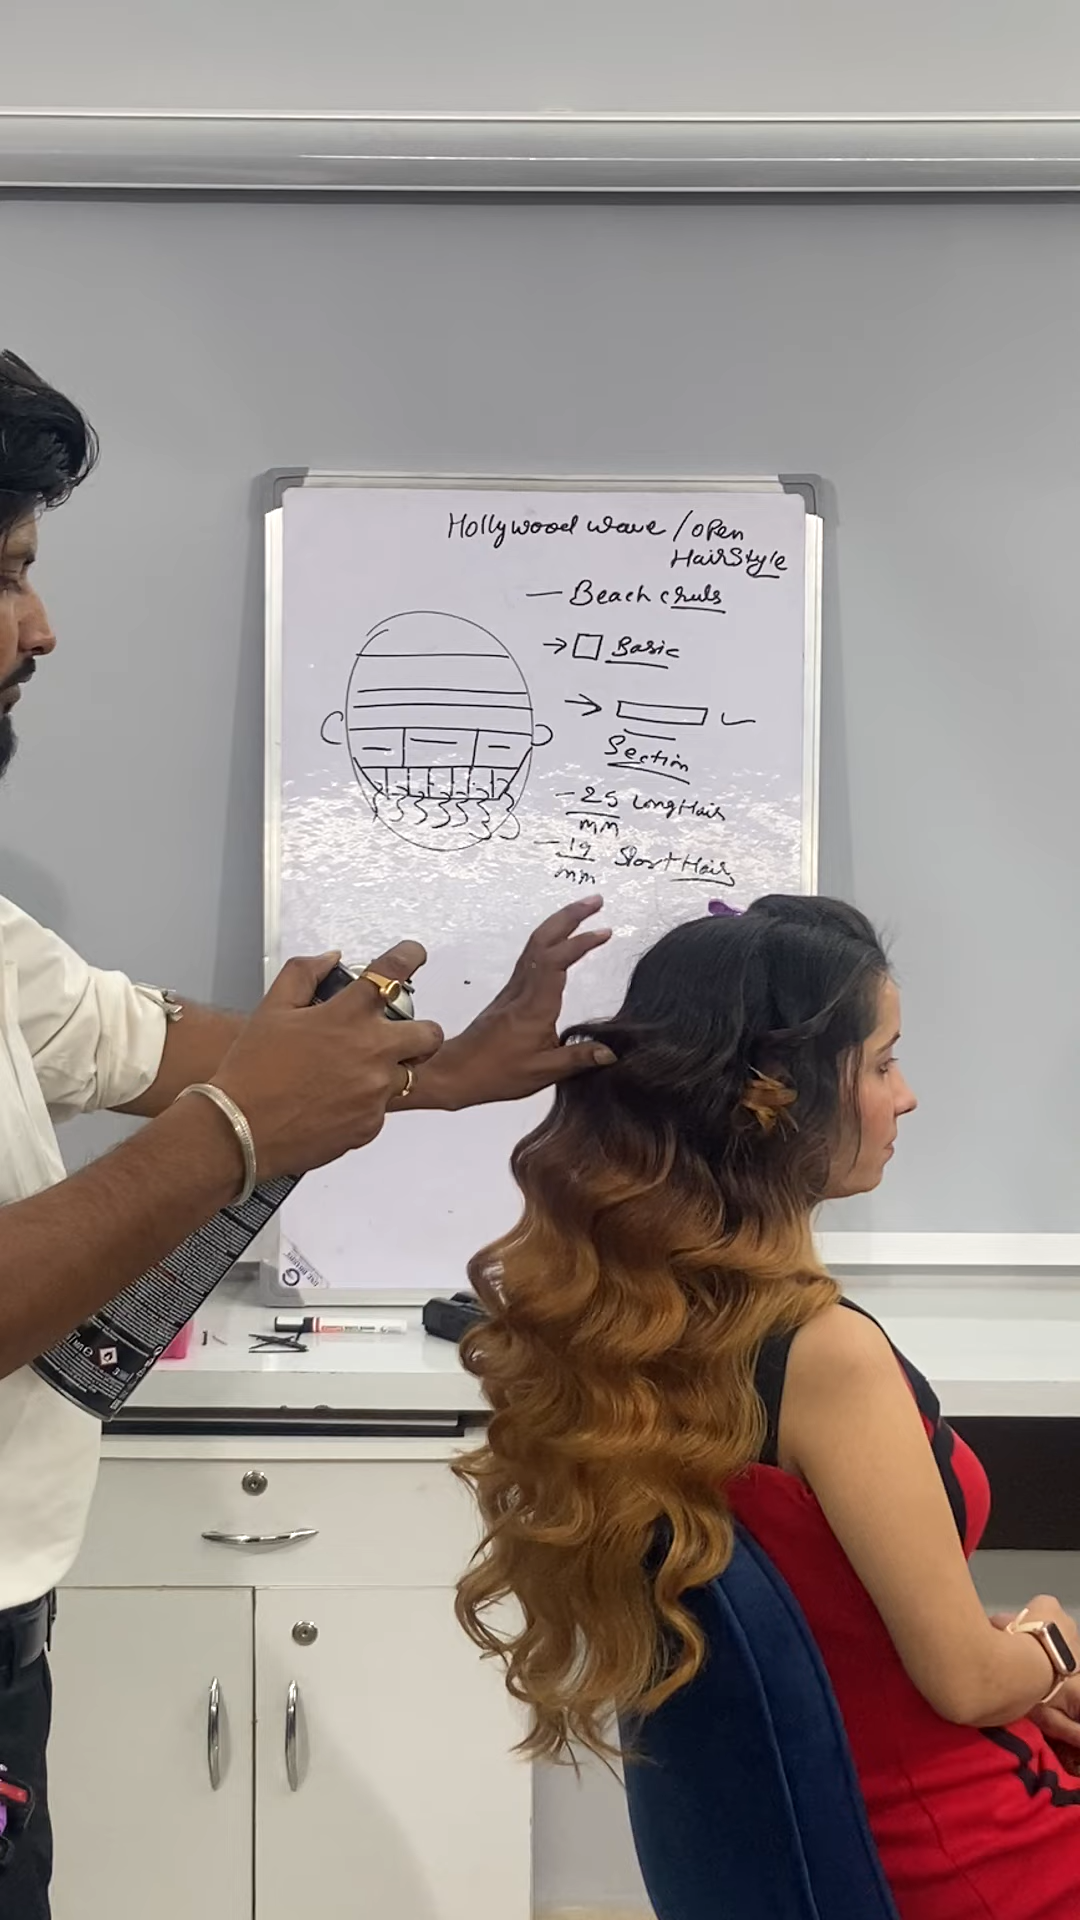 Hollywood wave / open
HairStyle
— Beach cruls
→ □ Basic
→
Section
- 25 Long Hair
mm
- 19 Short Hair
mm